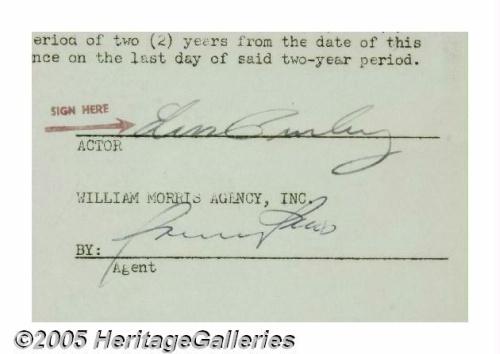 eriod of two (2) years from the date of this
nce on the last day of said two-year period.
SIGN HERE
ACTOR
WILLIAM MORRIS AGENCY, INC.
BY:
Agent
©2005 HeritageGalleries